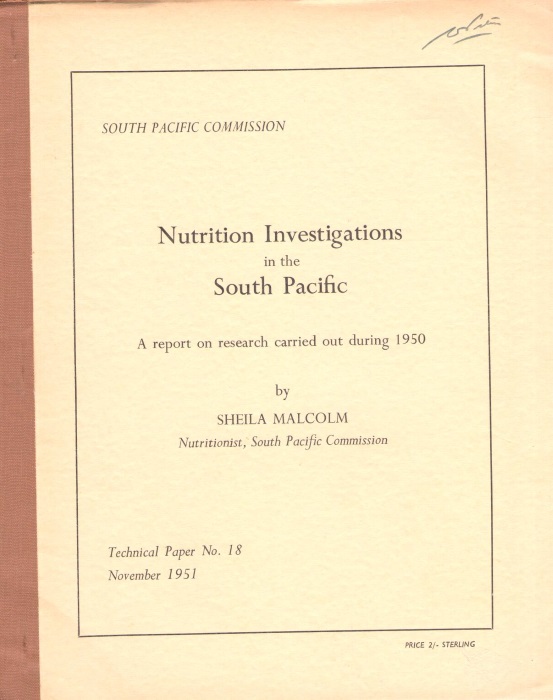 SOUTH PACIFIC COMMISSION
Nutrition Investigations
in the
South Pacific
A report on research carried out during 1950
by
SHEILA MALCOLM
Nutritionist, South Pacific Commission
Technical Paper No. 18
November 1951
PRICE 2/- STERLING